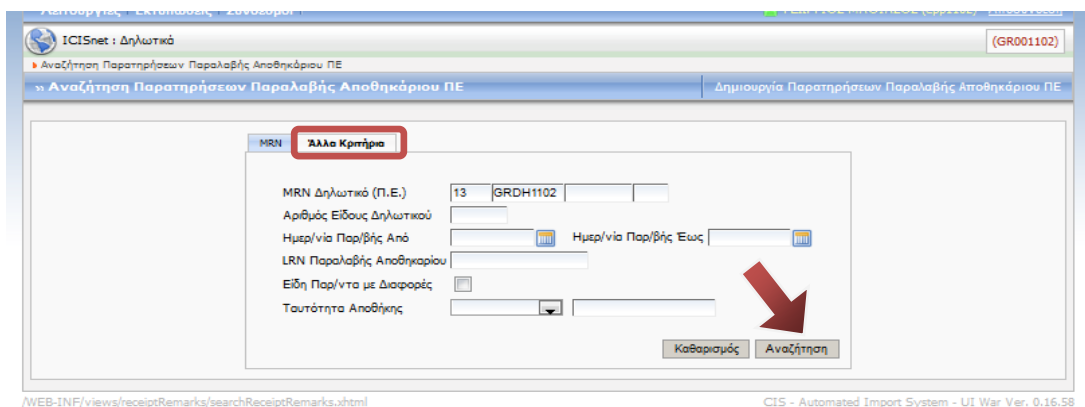 ICISnet : Δηλωτικά (GR001102)
Αναζήτηση Παρατηρήσεων Παραλαβής Αποθηκάριου ΠΕ
» Αναζήτηση Παρατηρήσεων Παραλαβής Αποθηκάριου ΠΕ Δημιουργία Παρατηρήσεων Παραλαβής Αποθηκάριου ΠΕ
MRN Άλλα Κριτήρια
MRN Δηλωτικό (Π.Ε.) 13 GRDH1102
Αριθμός Είδους Δηλωτικού
Ημερ/νία Παρ/βής Από Ημερ/νία Παρ/βής Έως
LRN Παραλαβής Αποθηκαρίου
Είδη Παρ/ντα με Διαφορές
Ταυτότητα Αποθήκης
Καθαρισμός Αναζήτηση
/WEB-INF/views/receiptRemarks/searchReceiptRemarks.xhtml CIS - Automated Import System - UI War Ver. 0.16.58